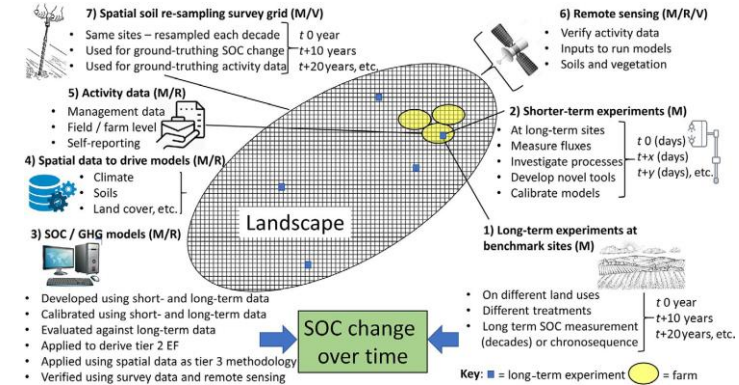 7) Spatial soil re-sampling survey grid (M/V)
• Same sites – resampled each decade
• Used for ground-truthing SOC change
• Used for ground-truthing activity data
t 0 year
t+10 years
t+20years, etc.
6) Remote sensing (M/R/V)
• Verify activity data
• Inputs to run models
• Soils and vegetation
5) Activity data (M/R)
• Management data
• Field / farm level
• Self-reporting
2) Shorter-term experiments (M)
• At long-term sites
• Measure fluxes
• Investigate processes
• Develop novel tools
• Calibrate models
t 0 (days)
t+x (days)
t+y (days), etc.
4) Spatial data to drive models (M/R)
• Climate
• Soils
• Land cover, etc.
Landscape
3) SOC / GHG models (M/R)
• Developed using short- and long-term data
• Calibrated using short- and long-term data
• Evaluated against long-term data
• Applied to derive tier 2 EF
• Applied using spatial data as tier 3 methodology
• Verified using survey data and remote sensing
1) Long-term experiments at
benchmark sites (M)
• On different land uses
• Different treatments
• Long term SOC measurement
(decades) or chronosequence
t 0 year
t+10 years
t+20years, etc.
SOC change
over time
Key: = long-term experiment = farm